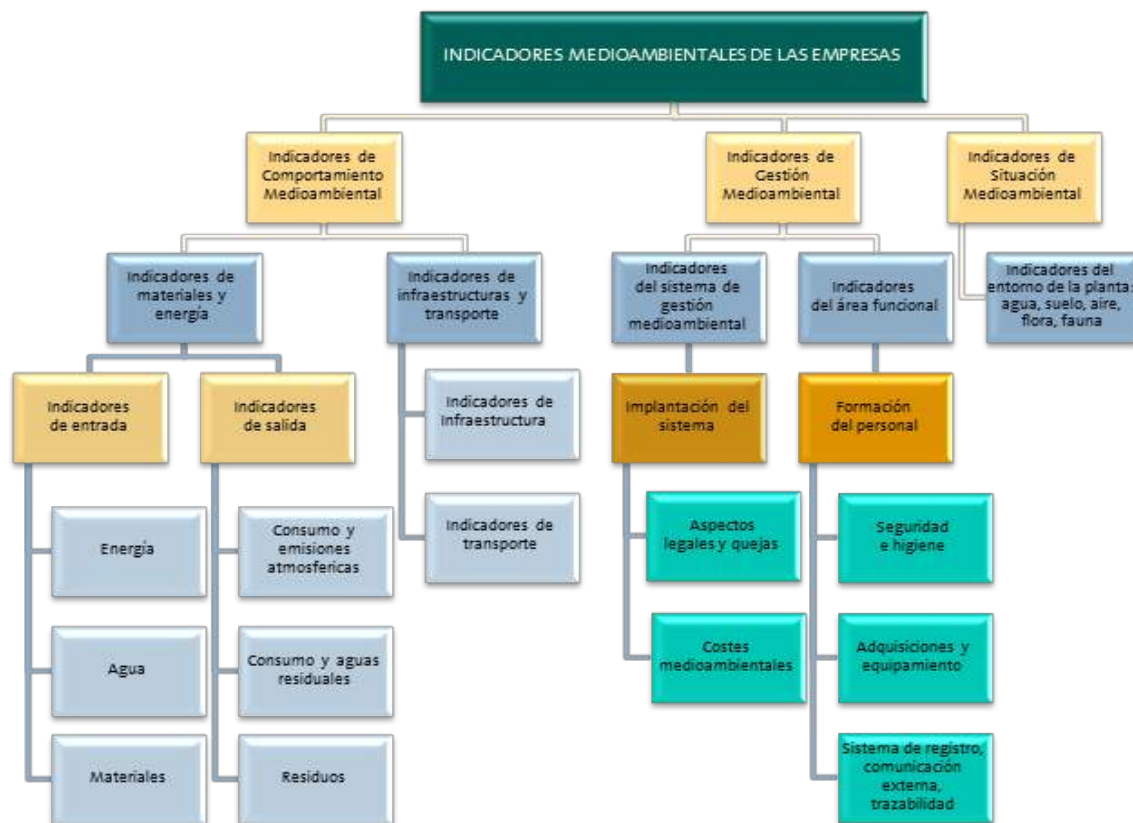 INDICADORES MEDIOAMBIENTALES DE LAS EMPRESAS
Indicadores de
Comportamiento
Medioambiental
Indicadores de
Gestión
Medioambiental
Indicadores de
Situación
Medioambiental
Indicadores de
materiales y
energía
Indicadores de
infraestructuras y
transporte
Indicadores
del sistema de
gestión
medioambiental
Indicadores
del área funcional
Indicadores del
entorno de la planta:
agua, suelo, aire,
flora, fauna
Indicadores
de entrada
Indicadores
de salida
Indicadores de
Infraestructura
Implantación del
sistema
Formación
del personal
Energía
Consumo y
emisiones
atmosfericas
Indicadores de
transporte
Aspectos
legales y quejas
Seguridad
e higiene
Agua
Consumo y aguas
residuales
Costes
medioambientales
Adquisiciones y
equipamiento
Materiales
Residuos
Sistema de registro,
comunicación
externa,
trazabilidad